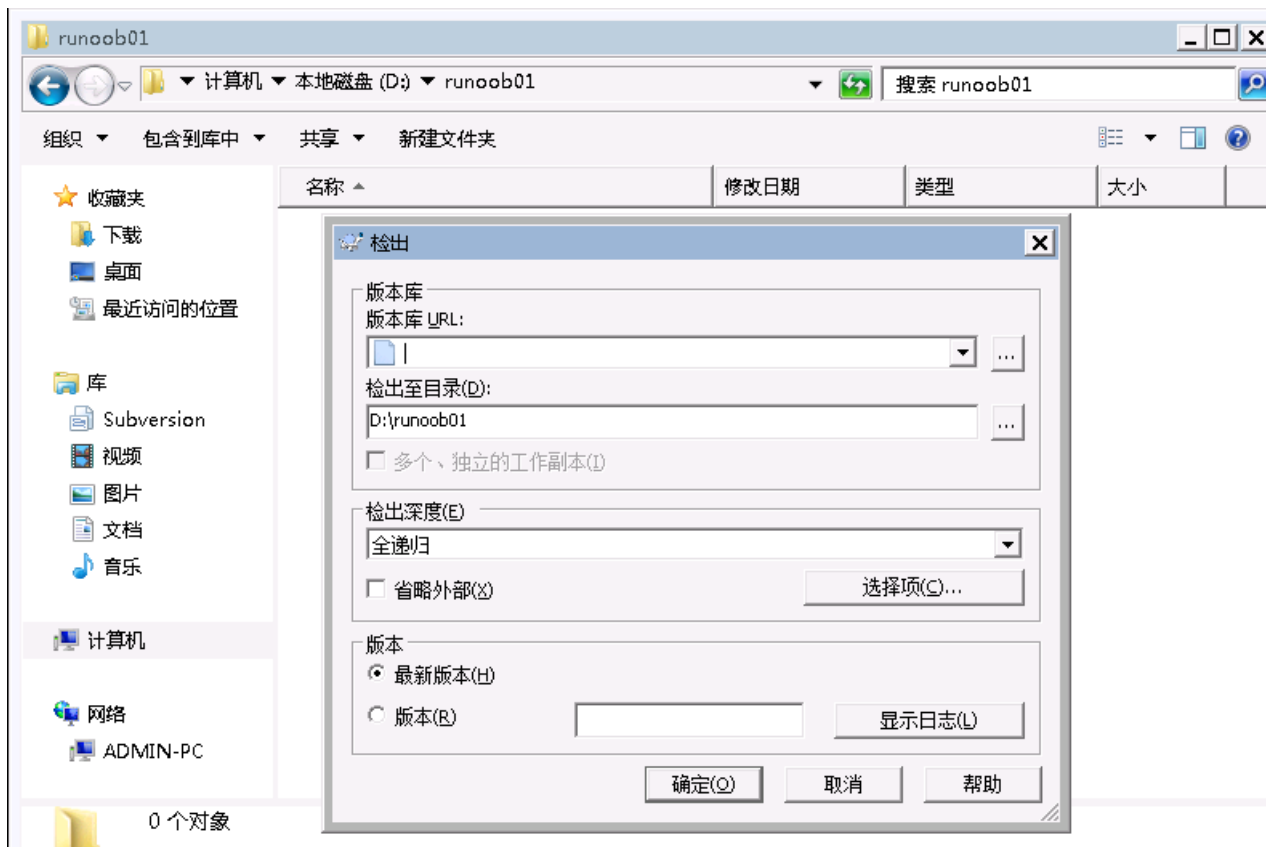 runoob01
计算机 本地磁盘 (D:) runoob01
搜索 runoob01
组织 包含到库中 共享 新建文件夹
名称 修改日期 类型 大小
收藏夹
下载
桌面
最近访问的位置
库
Subversion
视频
图片
文档
音乐
计算机
网络
ADMIN-PC
0 个对象
检出
版本库
版本库 URL:
...
检出至目录(D):
D:\runoob01
...
多个、独立的工作副本(I)
检出深度(E)
全递归
省略外部(X) 选择项(C)...
版本
最新版本(H)
版本(R) 显示日志(L)
确定(O) 取消 帮助